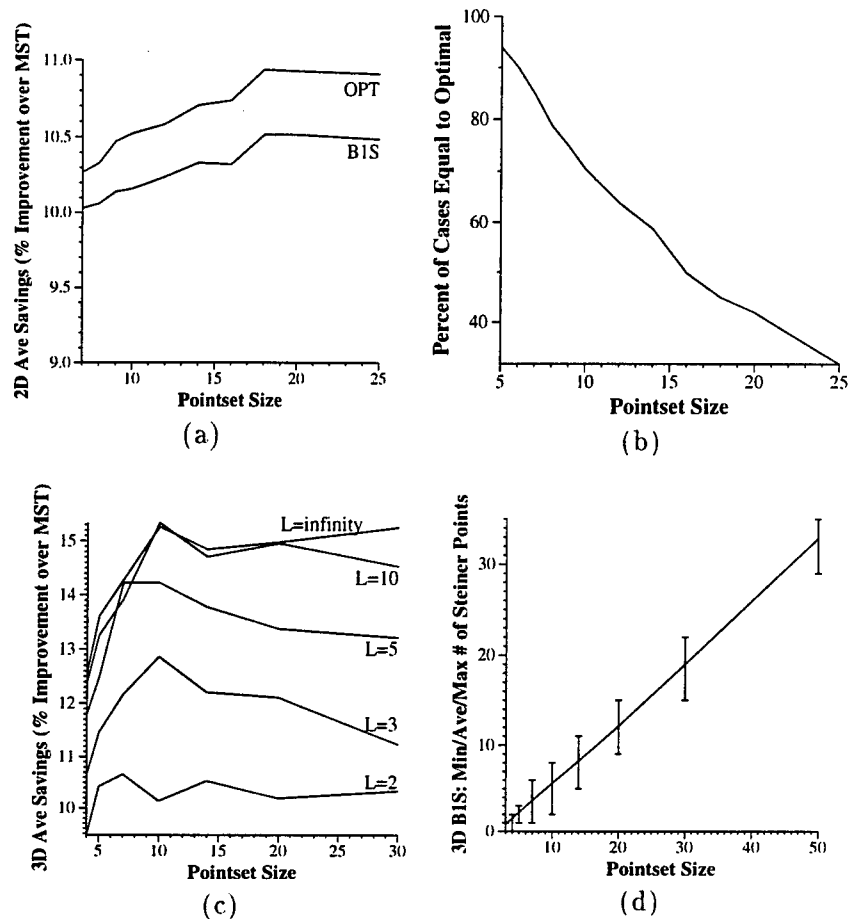 2D Ave Savings (% Improvement over MST)
11.0
10.5
10.0
9.5
9.0
OPT
B1S
10
15
20
25
Pointset Size
(a)
Percent of Cases Equal to Optimal
100
80
60
40
5
10
15
20
25
Pointset Size
(b)
3D Ave Savings (% Improvement over MST)
15
14
13
12
11
10
L=infinity
L=10
L=5
L=3
L=2
5
10
15
20
25
30
Pointset Size
(c)
3D B1S: Min/Ave/Max # of Steiner Points
30
20
10
0
10
20
30
40
50
Pointset Size
(d)